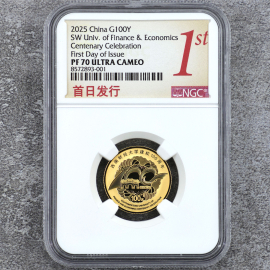 2025 China G100Y
SW Univ. of Finance & Economics
Centenary Celebration
First Day of Issue
PF 70 ULTRA CAMEO
8572893-001
首日发行
1st
NGC
100